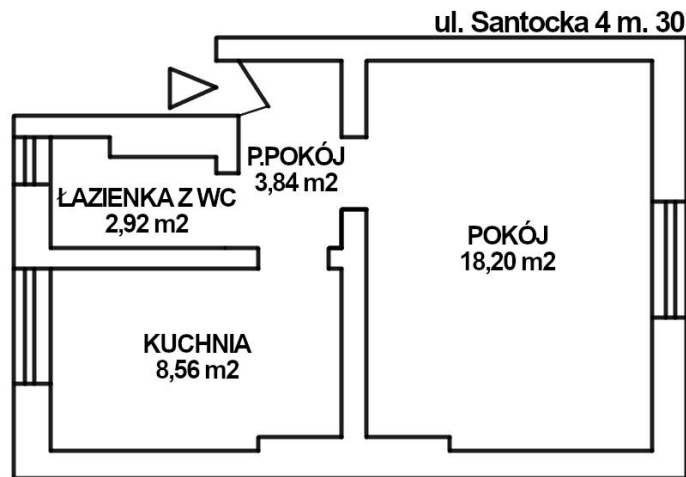 ul. Santocka 4 m. 30
P.POKÓJ
3,84 m2
ŁAZIENKA Z WC
2,92 m2
POKÓJ
18,20 m2
KUCHNIA
8,56 m2